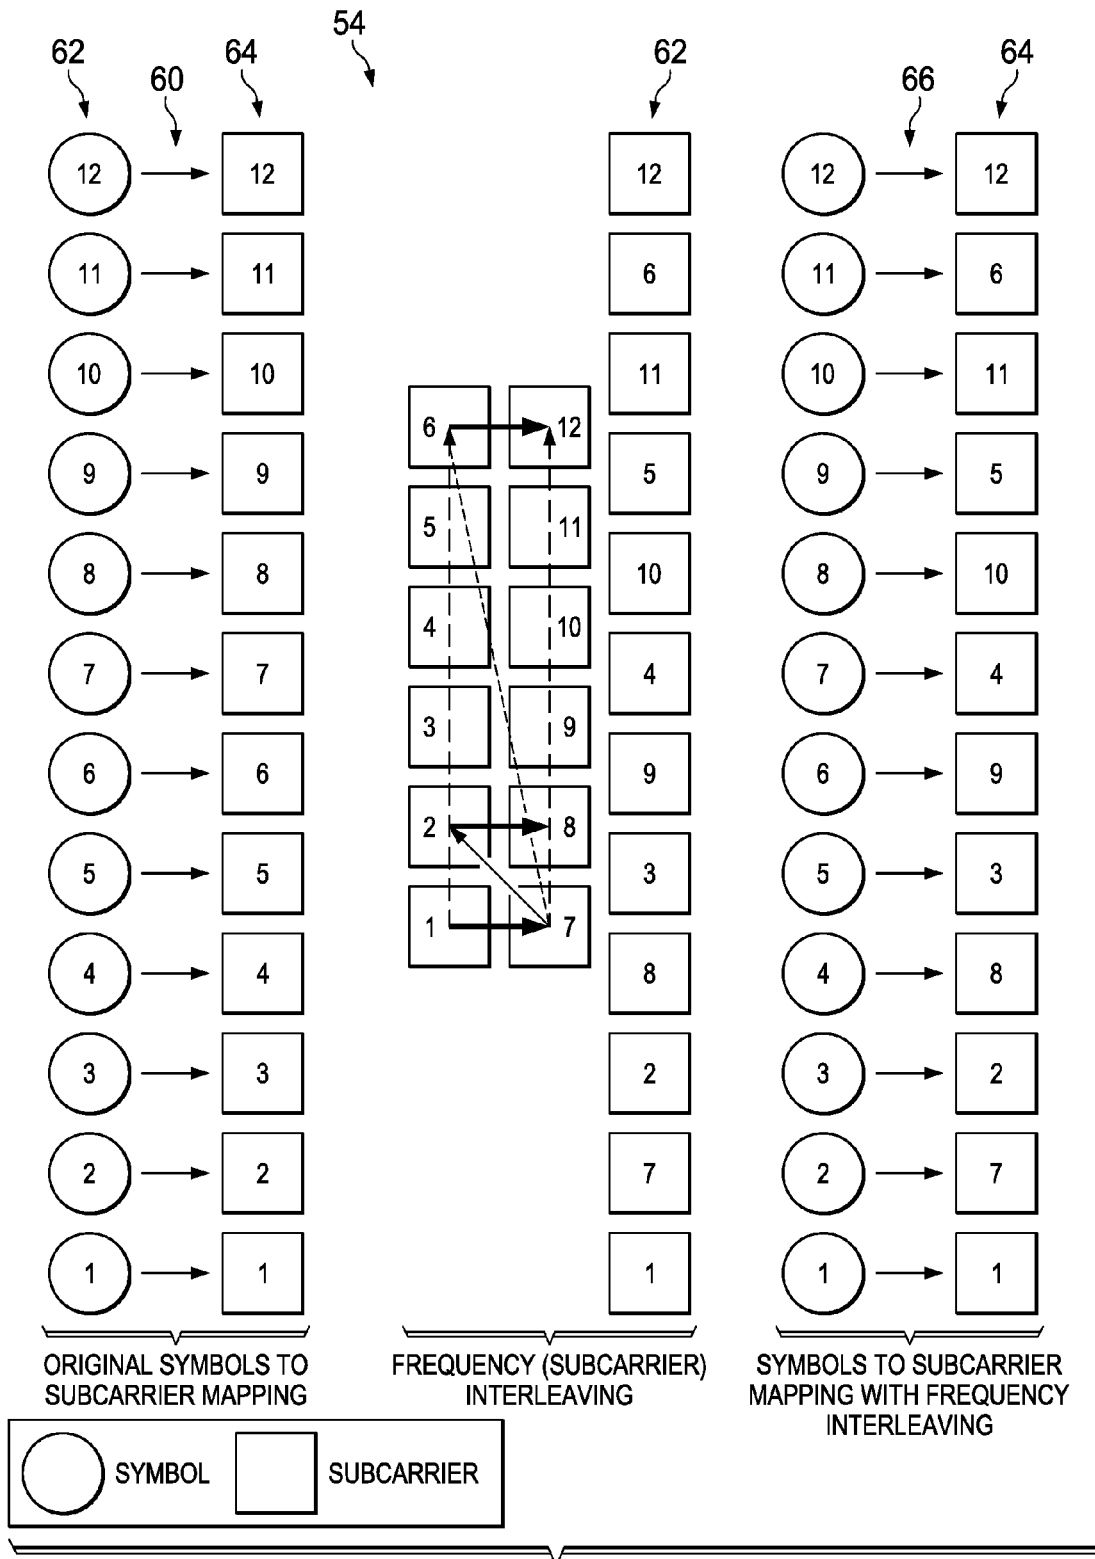 54
62 60 64 62 66 64
12 12 12 12 12
11 11 6 11 6
10 10 11 10 11
6 12
9 9 5 9 5
5 11
8 8 10 8 10
4 10
7 7 4 7 4
3 9
6 6 9 6 9
2 8
5 5 3 5 3
1 7
4 4 8 4 8
3 3 2 3 2
2 2 7 2 7
1 1 1 1 1
ORIGINAL SYMBOLS TO
SUBCARRIER MAPPING
FREQUENCY (SUBCARRIER)
INTERLEAVING
SYMBOLS TO SUBCARRIER
MAPPING WITH FREQUENCY
INTERLEAVING
SYMBOL SUBCARRIER